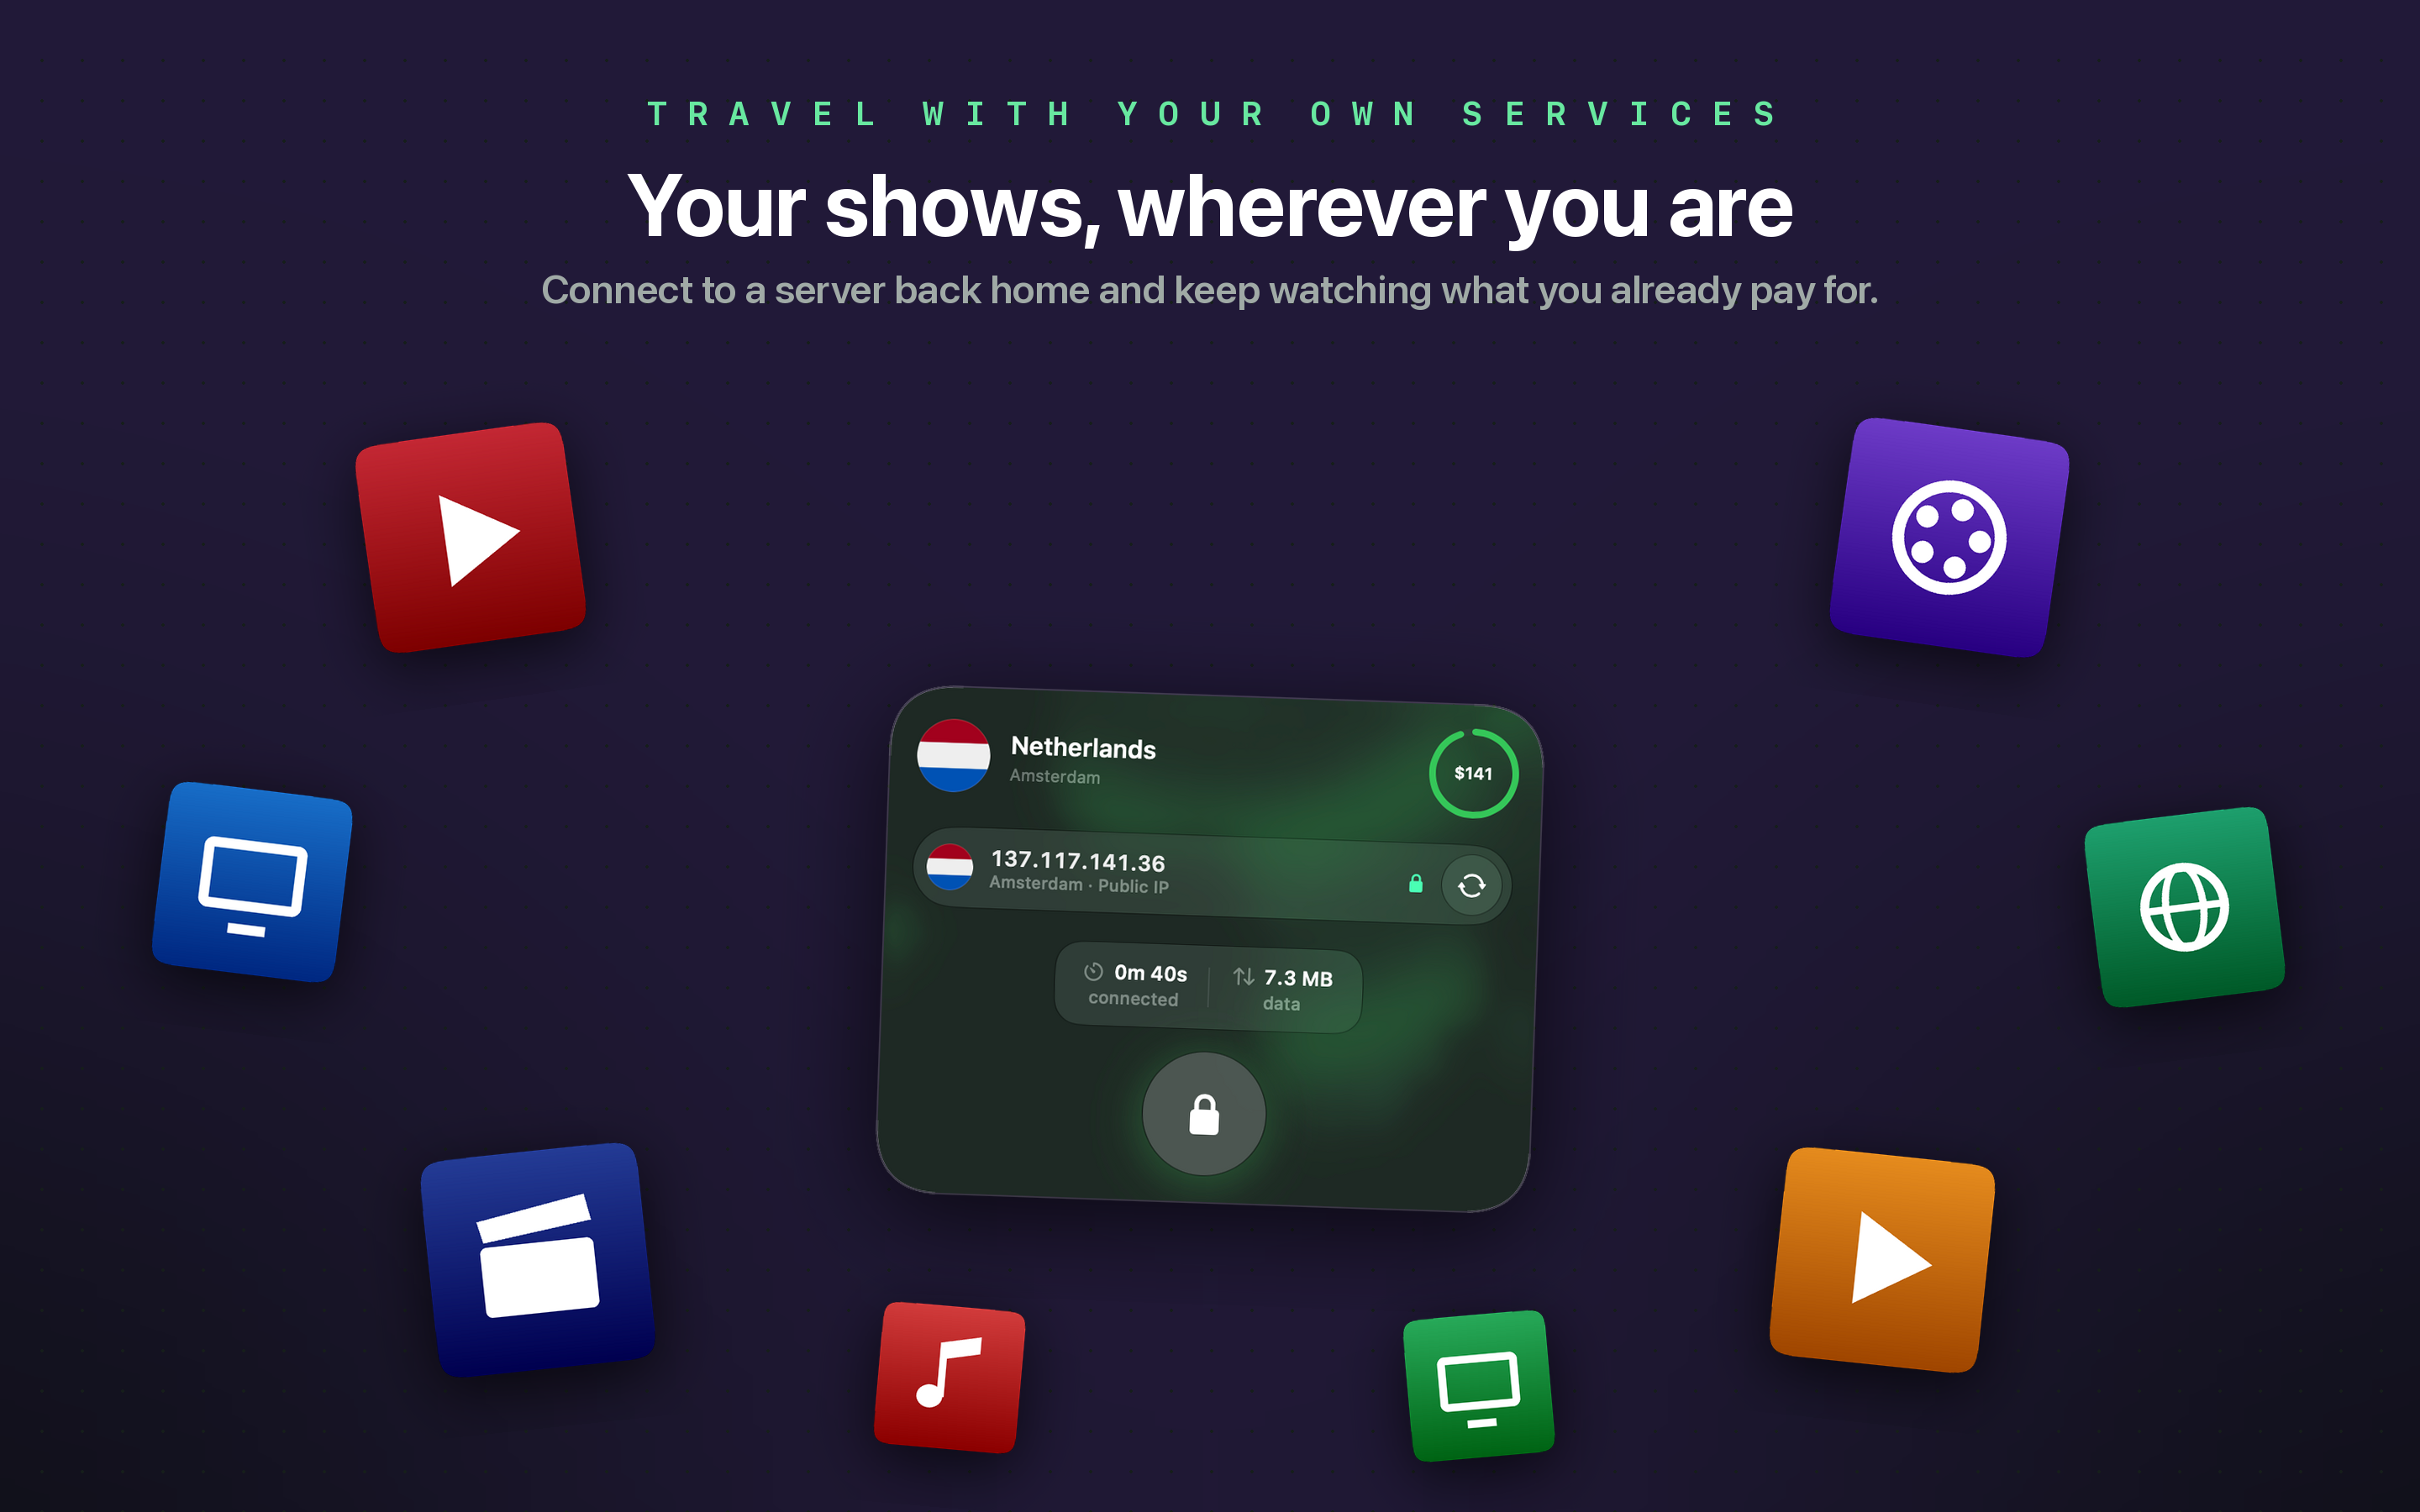 TRAVEL WITH YOUR OWN SERVICES
Your shows, wherever you are
Connect to a server back home and keep watching what you already pay for.
Netherlands
Amsterdam
$141
137.117.141.36
Amsterdam · Public IP
0m 40s
connected
7.3 MB
data